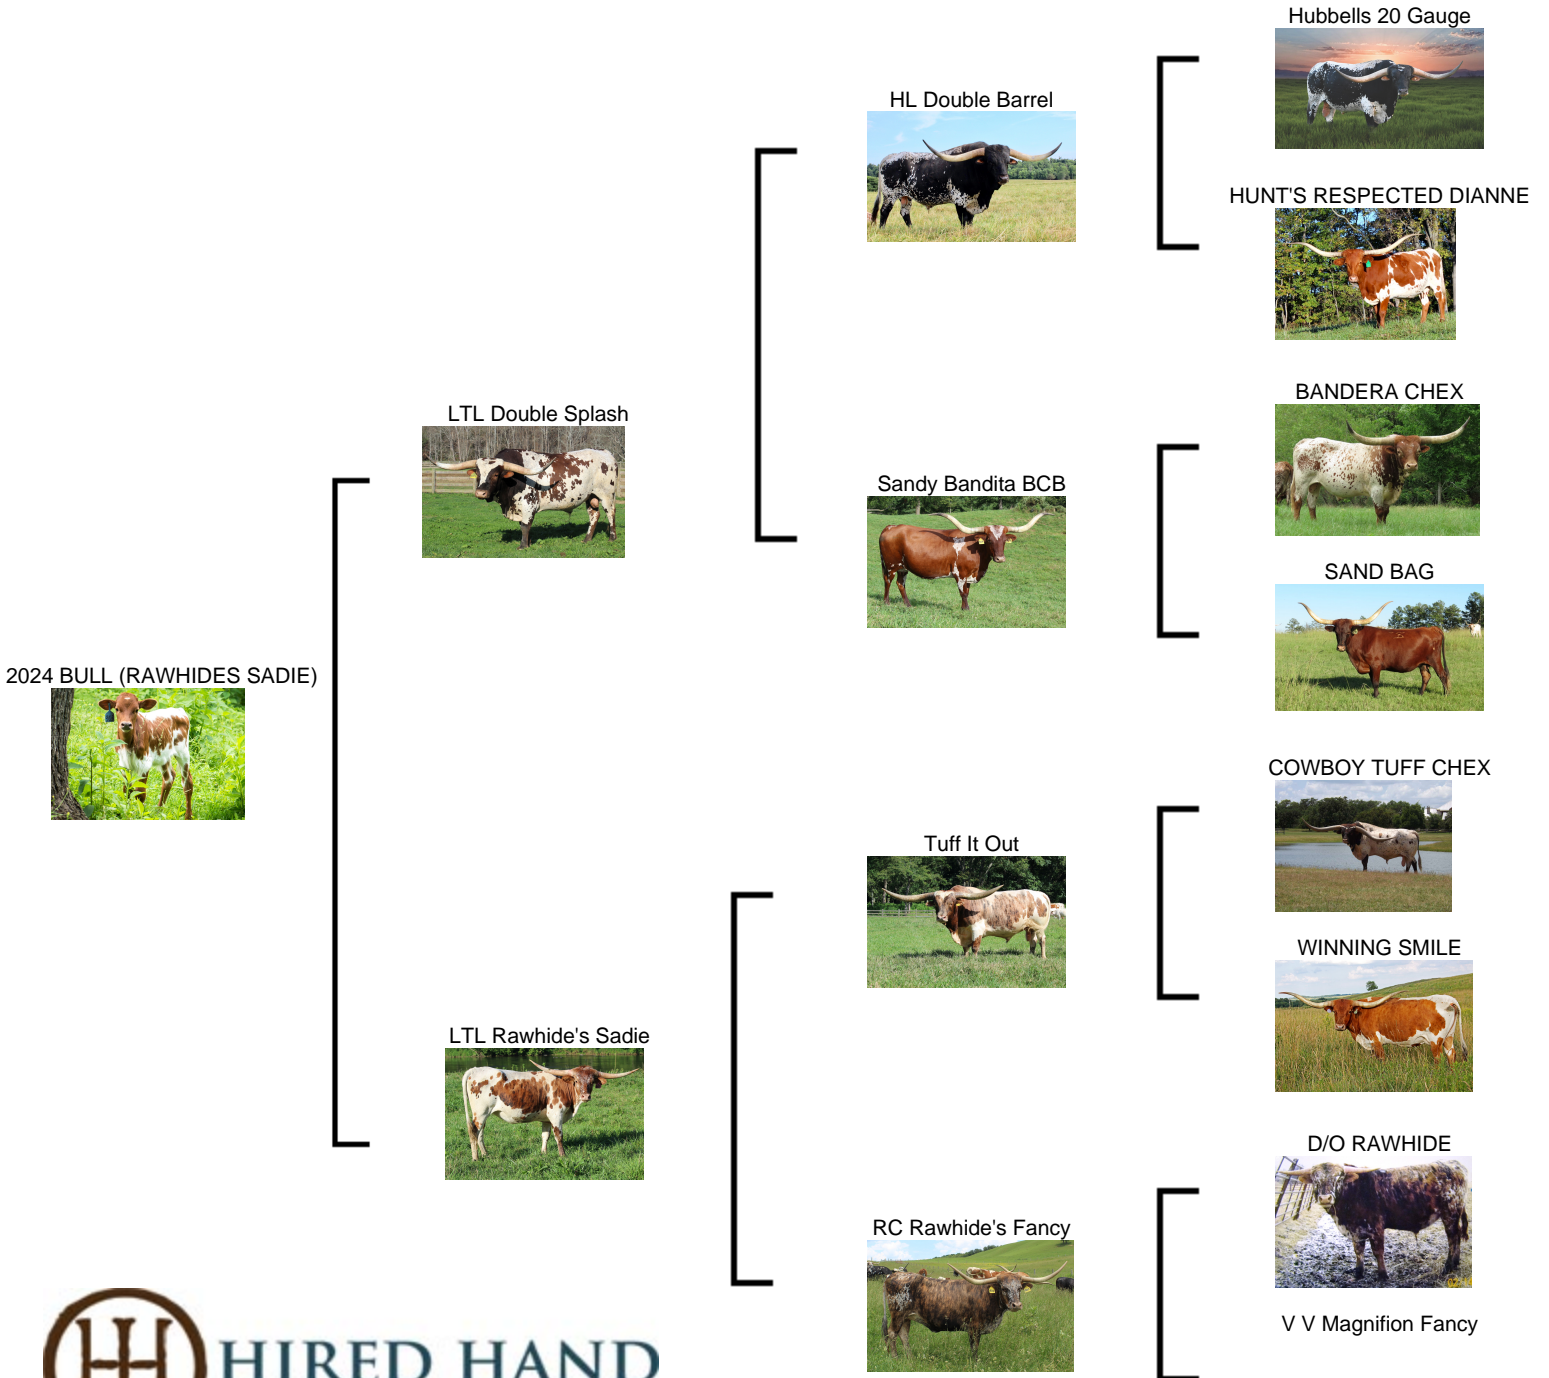 Hubbells 20 Gauge
HL Double Barrel
HUNT'S RESPECTED DIANNE
BANDERA CHEX
LTL Double Splash
Sandy Bandita BCB
SAND BAG
2024 BULL (RAWHIDES SADIE)
COWBOY TUFF CHEX
Tuff It Out
WINNING SMILE
LTL Rawhide's Sadie
D/O RAWHIDE
RC Rawhide's Fancy
V V Magnifion Fancy
HIRED HAND